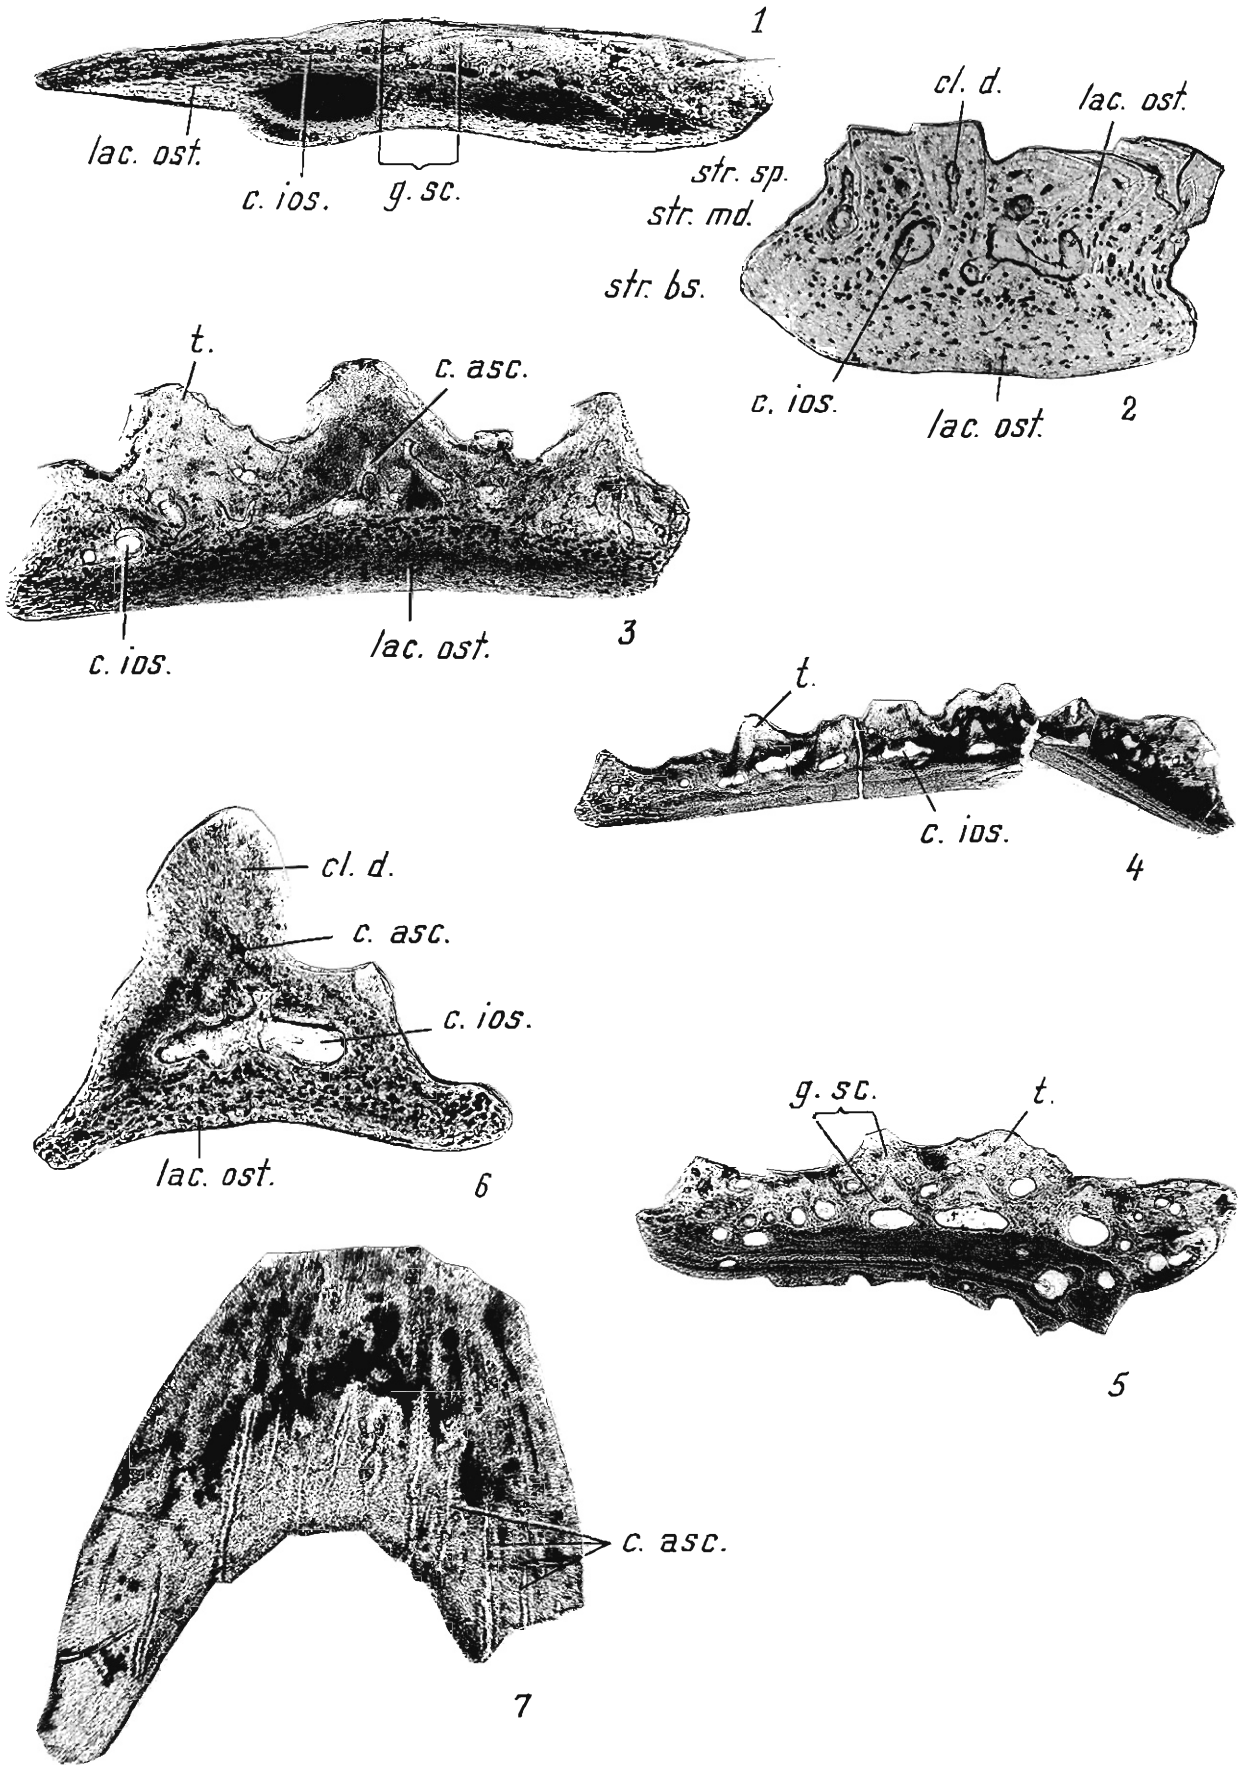 1
lac. ost.
c. ios.
g. sc.
cl. d.
lac. ost.
str. sp.
str. md.
str. bs.
c. ios.
lac. ost.
2
t.
c. asc.
c. ios.
lac. ost.
3
t.
c. ios.
4
cl. d.
c. asc.
c. ios.
lac. ost.
6
g. sc.
t.
5
c. asc.
7